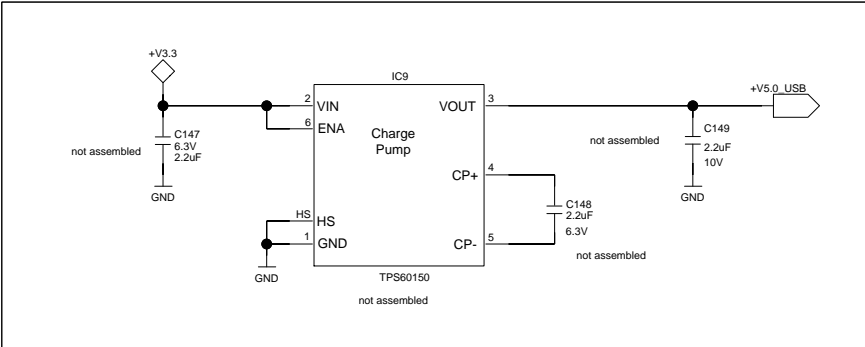 +V3.3
IC9
2 VIN
6 ENA
VOUT 3
+V5.0_USB
Charge
Pump
C147
6.3V
2.2uF
not assembled
GND
not assembled
C149
2.2uF
10V
GND
CP+ 4
C148
2.2uF
6.3V
CP- 5
not assembled
HS HS
1 GND
GND
TPS60150
not assembled